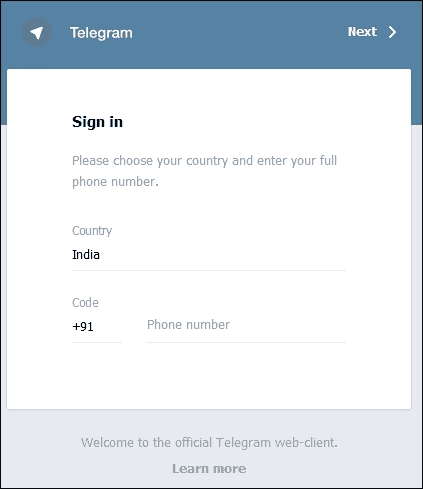 Telegram
Next
Sign in
Please choose your country and enter your full
phone number.
Country
India
Code
+91
Phone number
Welcome to the official Telegram web-client.
Learn more